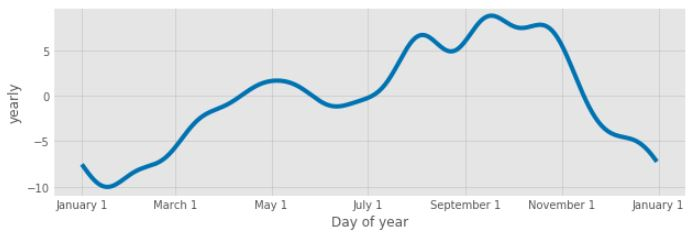 yearly
5
0
−5
−10
January 1 March 1 May 1 July 1 September 1 November 1 January 1
Day of year